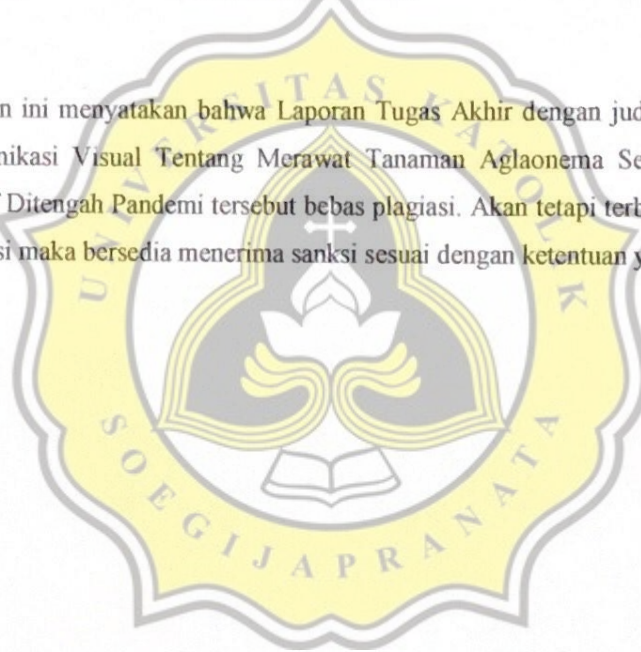 n ini menyatakan bahwa Laporan Tugas Akhir dengan jud
nikasi Visual Tentang Merawat Tanaman Aglaonema Se
Ditengah Pandemi tersebut bebas plagiasi. Akan tetapi terb
si maka bersedia menerima sanksi sesuai dengan ketentuan y
UNIVERSITAS KATOLIK
SOEGIJAPRANATA